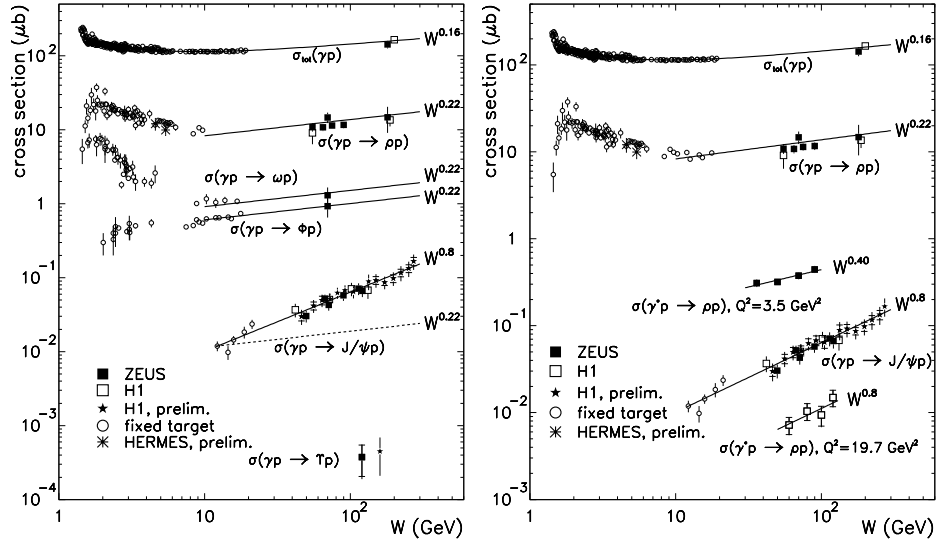 cross section (μb)
10³
10²
10
1
10⁻¹
10⁻²
10⁻³
10⁻⁴
σtot(γp)
W^0.16
W^0.22
σ(γp → ρp)
σ(γp → ωp)
W^0.22
W^0.22
σ(γp → Φp)
W^0.8
W^0.22
σ(γp → J/ψp)
ZEUS
H1
H1, prelim.
fixed target
HERMES, prelim.
σ(γp → ϒp)
1
10
10²
W (GeV)
cross section (μb)
10²
10
1
10⁻¹
10⁻²
10⁻³
W^0.16
σtot(γp)
W^0.22
σ(γp → ρp)
W^0.40
σ(γ*p → ρp), Q²=3.5 GeV²
W^0.8
σ(γp → J/ψp)
ZEUS
H1
H1, prelim.
fixed target
HERMES, prelim.
W^0.8
σ(γ*p → ρp), Q²=19.7 GeV²
1
10
10²
W (GeV)